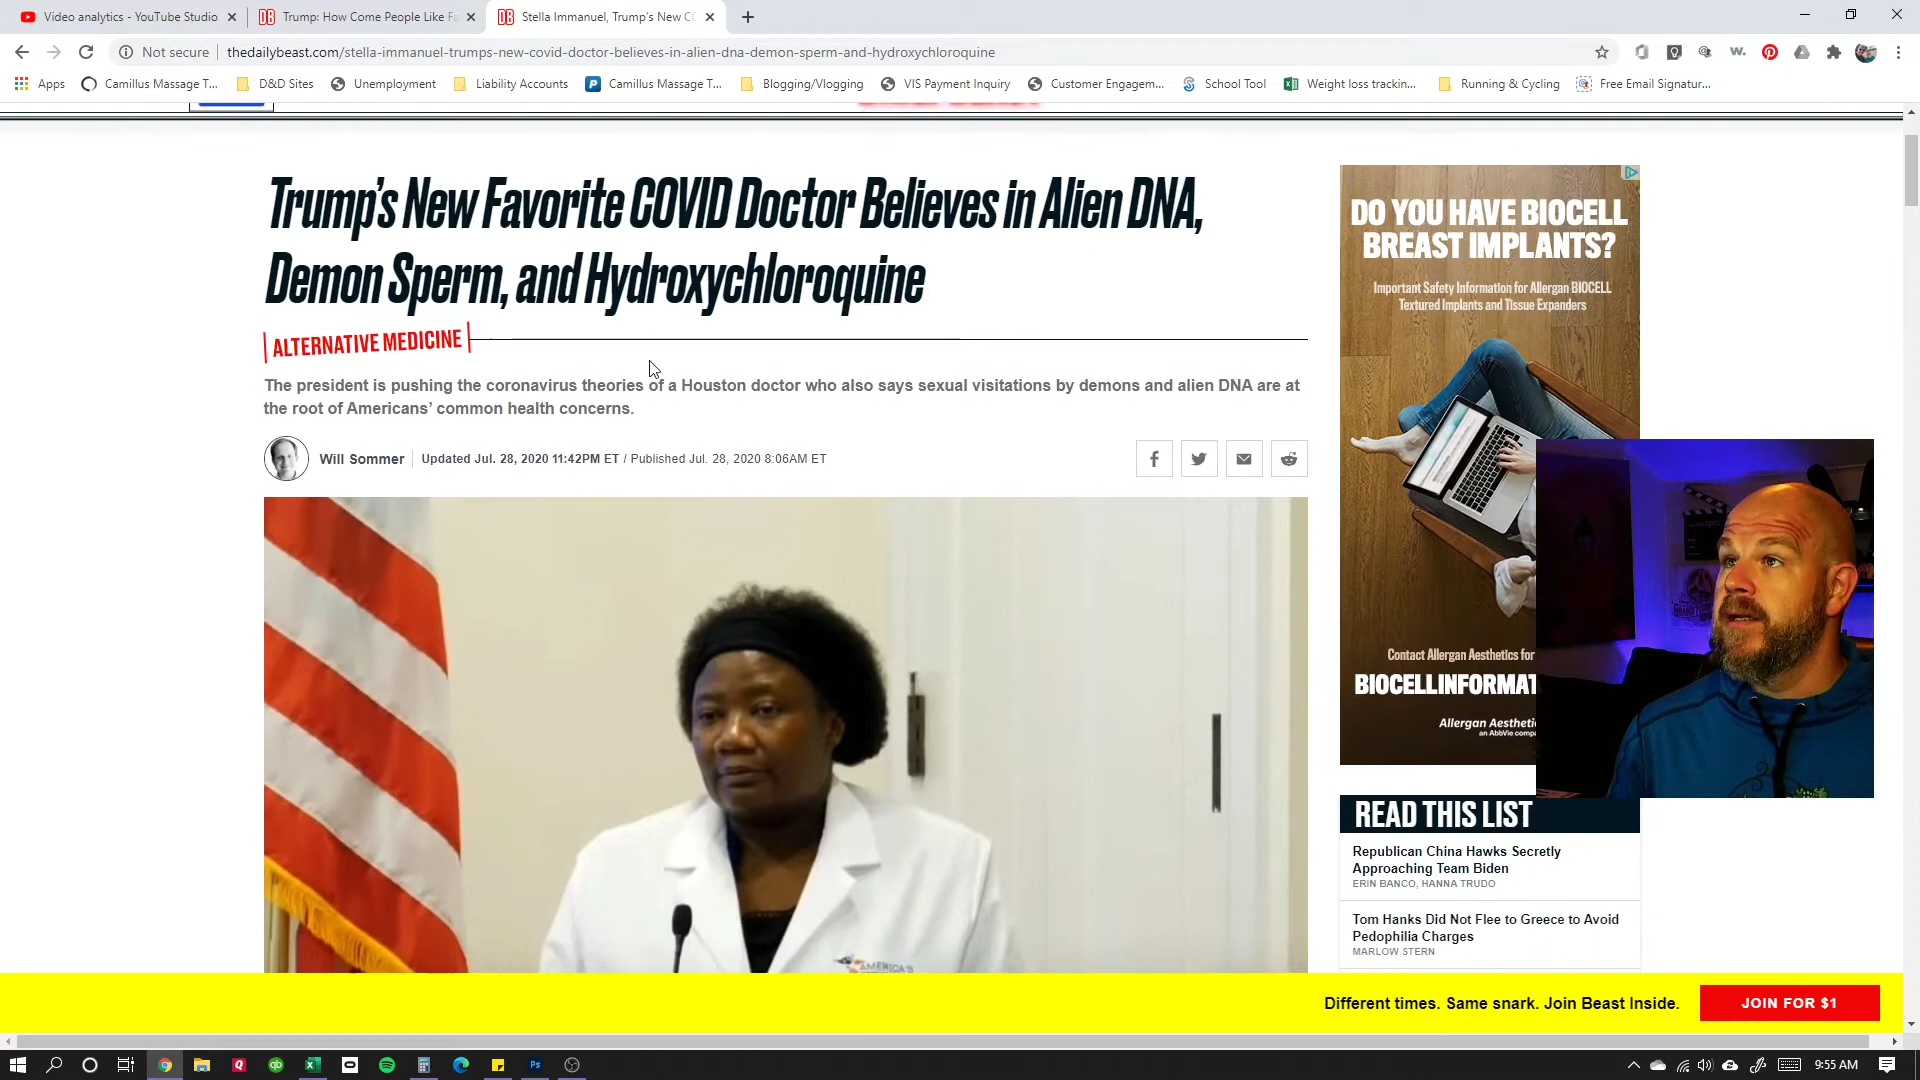 Video analytics - YouTube Studio
Trump: How Come People Like Fa
Stella Immanuel, Trump's New CO
Not secure
thedailybeast.com/stella-immanuel-trumps-new-covid-doctor-believes-in-alien-dna-demon-sperm-and-hydroxychloroquine
Apps
Camillus Massage T...
D&D Sites
Unemployment
Liability Accounts
Camillus Massage T...
Blogging/Vlogging
VIS Payment Inquiry
Customer Engagem...
School Tool
Weight loss trackin...
Running & Cycling
Free Email Signatur...
Trump's New Favorite COVID Doctor Believes in Alien DNA,
Demon Sperm, and Hydroxychloroquine
ALTERNATIVE MEDICINE
The president is pushing the coronavirus theories of a Houston doctor who also says sexual visitations by demons and alien DNA are at
the root of Americans' common health concerns.
Will Sommer
Updated Jul. 28, 2020 11:42PM ET / Published Jul. 28, 2020 8:06AM ET
AMERICA'S
DO YOU HAVE BIOCELL
BREAST IMPLANTS?
Important Safety Information for Allergan BIOCELL
Textured Implants and Tissue Expanders
Contact Allergan Aesthetics for
BIOCELLINFORMAT
Allergan Aestheti
an AbbVie compa
READ THIS LIST
Republican China Hawks Secretly
Approaching Team Biden
ERIN BANCO, HANNA TRUDO
Tom Hanks Did Not Flee to Greece to Avoid
Pedophilia Charges
MARLOW STERN
Different times. Same snark. Join Beast Inside.
JOIN FOR $1
9:55 AM